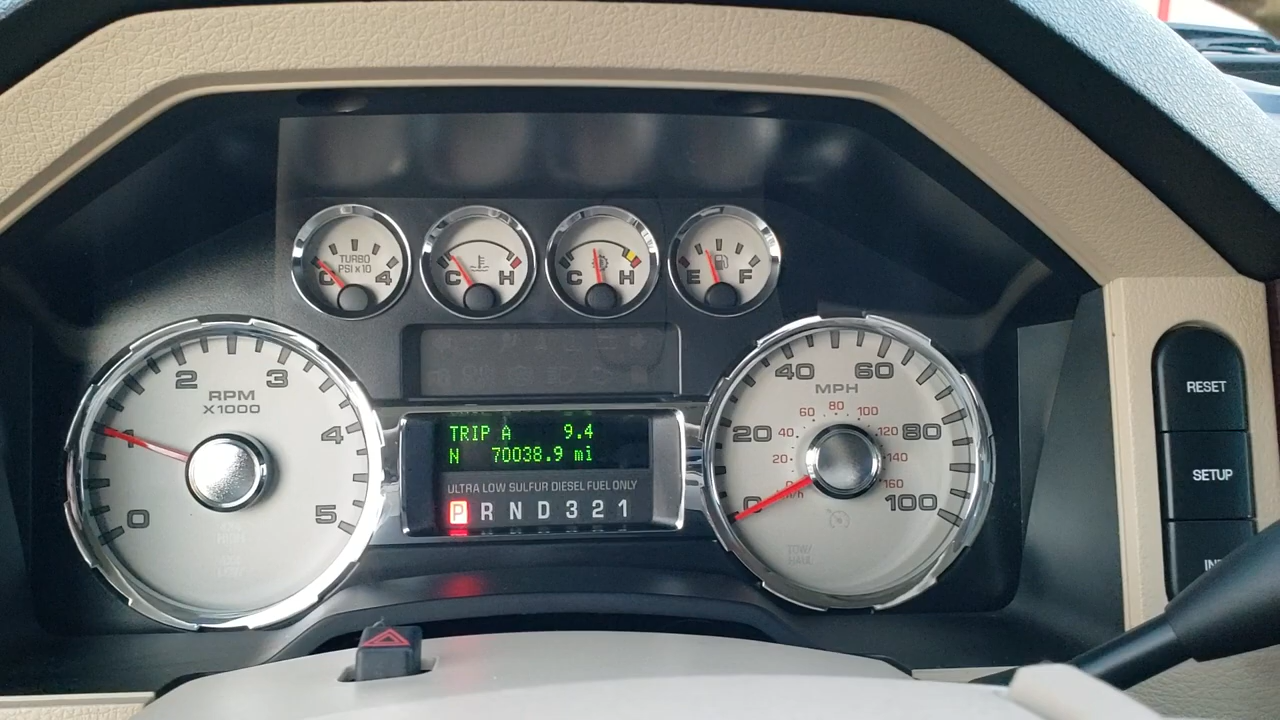 TURBO
PSI X 10
0 4
C H
C H
E F
0 1 2 3 4 5
RPM
X1000
0 20 40 60 80 100
MPH
20 40 60 80 100 120 140 160
km/h
TRIP A 9.4
N 70038.9 mi
ULTRA LOW SULFUR DIESEL FUEL ONLY
P R N D 3 2 1
TOW/
HAUL
RESET
SETUP